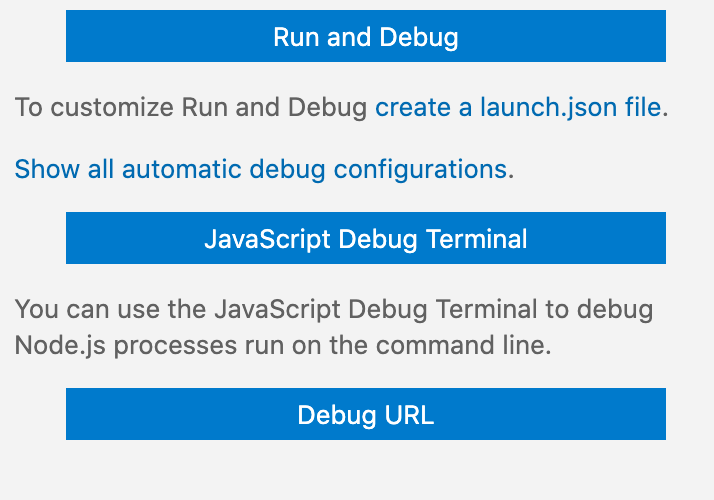 Run and Debug
To customize Run and Debug create a launch.json file.
Show all automatic debug configurations.
JavaScript Debug Terminal
You can use the JavaScript Debug Terminal to debug
Node.js processes run on the command line.
Debug URL